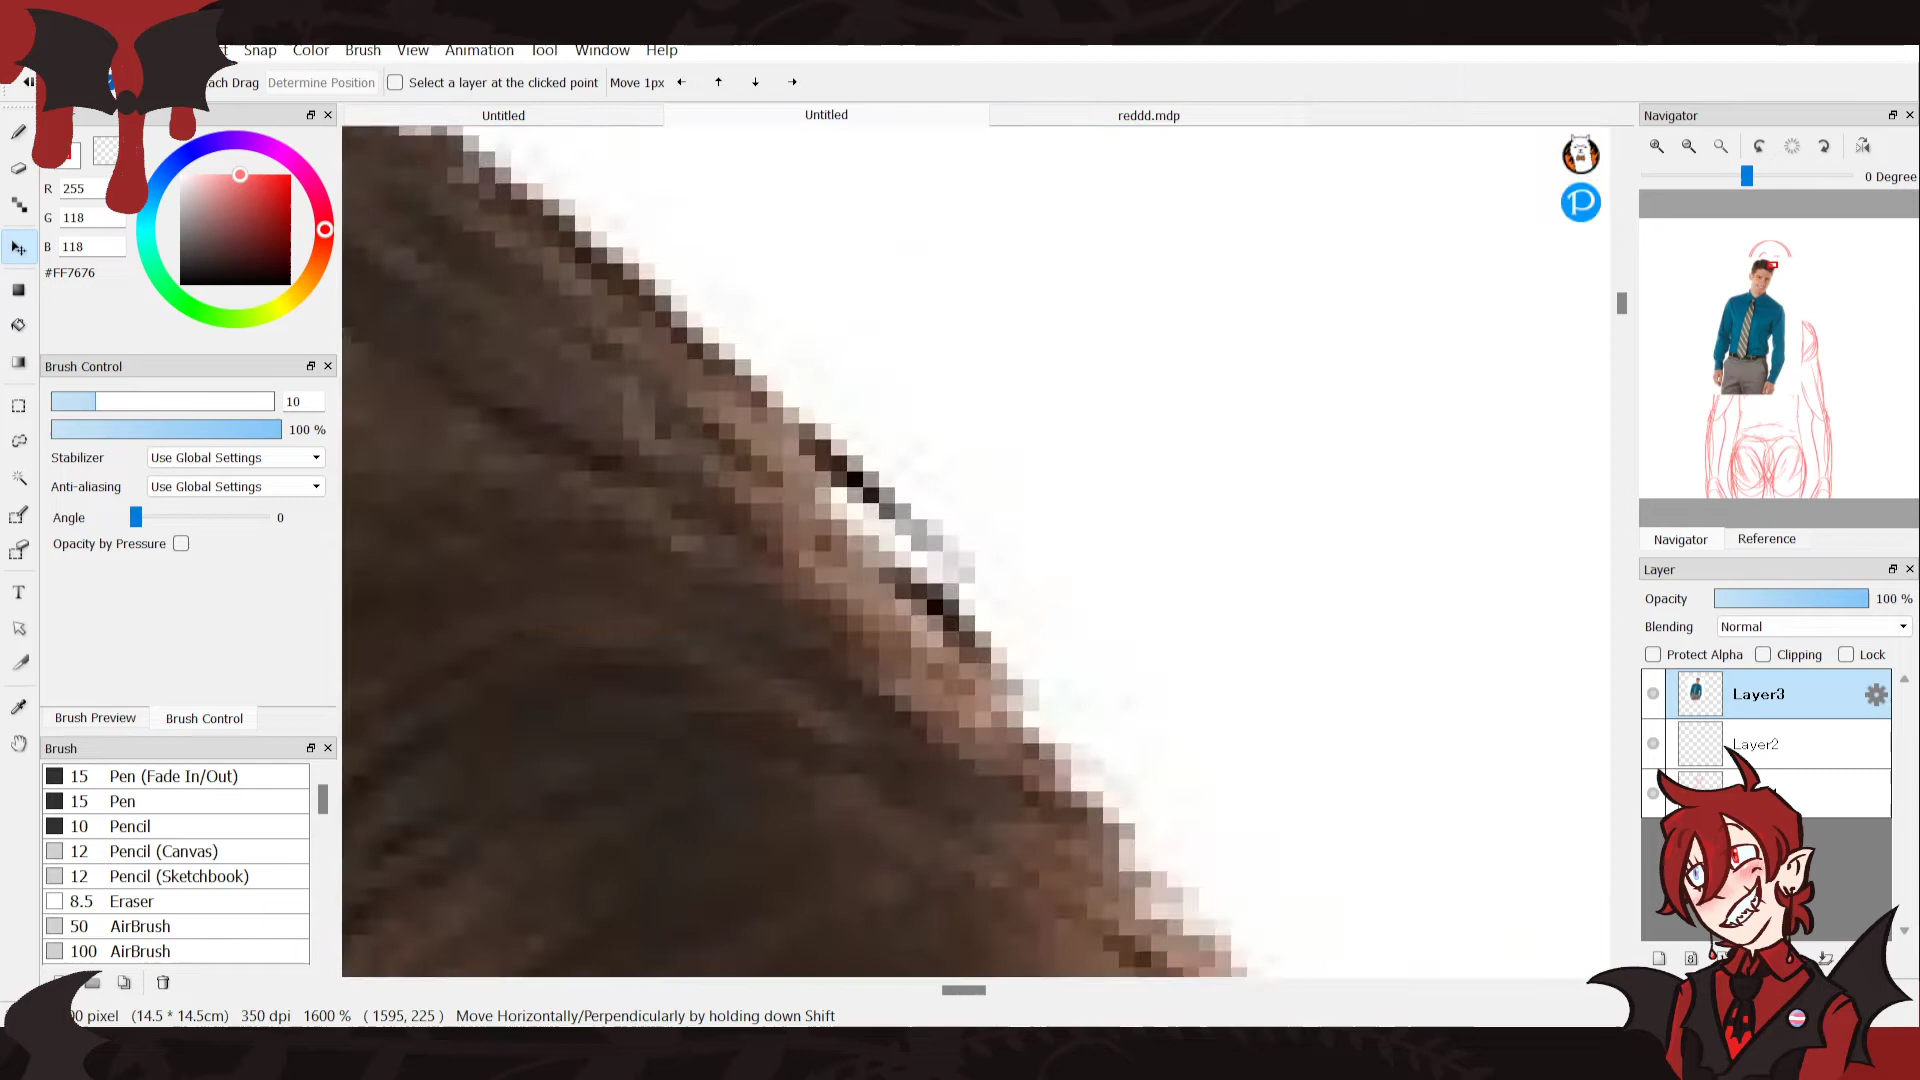 Snap Color Brush View Animation Tool Window Help
ach Drag Determine Position Select a layer at the clicked point Move 1px
Untitled Untitled reddd.mdp
Navigator
R 255
G 118
B 118
#FF7676
0 Degree
Brush Control
10
100 %
Stabilizer Use Global Settings
Anti-aliasing Use Global Settings
Angle 0
Opacity by Pressure
Brush Preview Brush Control
Brush
15 Pen (Fade In/Out)
15 Pen
10 Pencil
12 Pencil (Canvas)
12 Pencil (Sketchbook)
8.5 Eraser
50 AirBrush
100 AirBrush
P
Navigator Reference
Layer
Opacity 100 %
Blending Normal
Protect Alpha Clipping Lock
Layer3
Layer2
T
8
pixel (14.5 * 14.5cm) 350 dpi 1600 % ( 1595, 225 ) Move Horizontally/Perpendicularly by holding down Shift